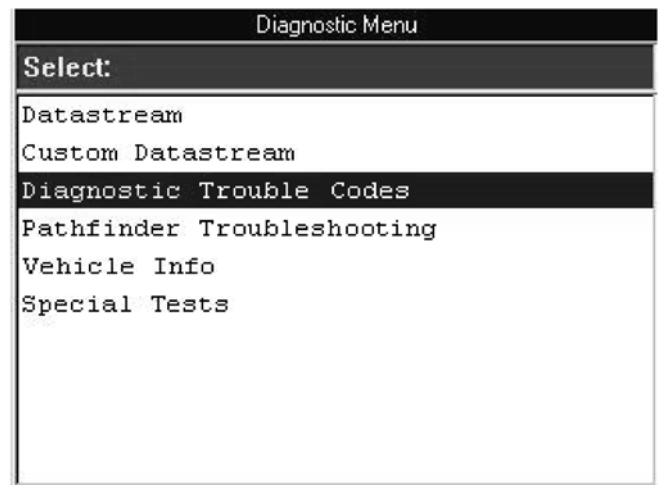 Diagnostic Menu
Select:
Datastream
Custom Datastream
Diagnostic Trouble Codes
Pathfinder Troubleshooting
Vehicle Info
Special Tests